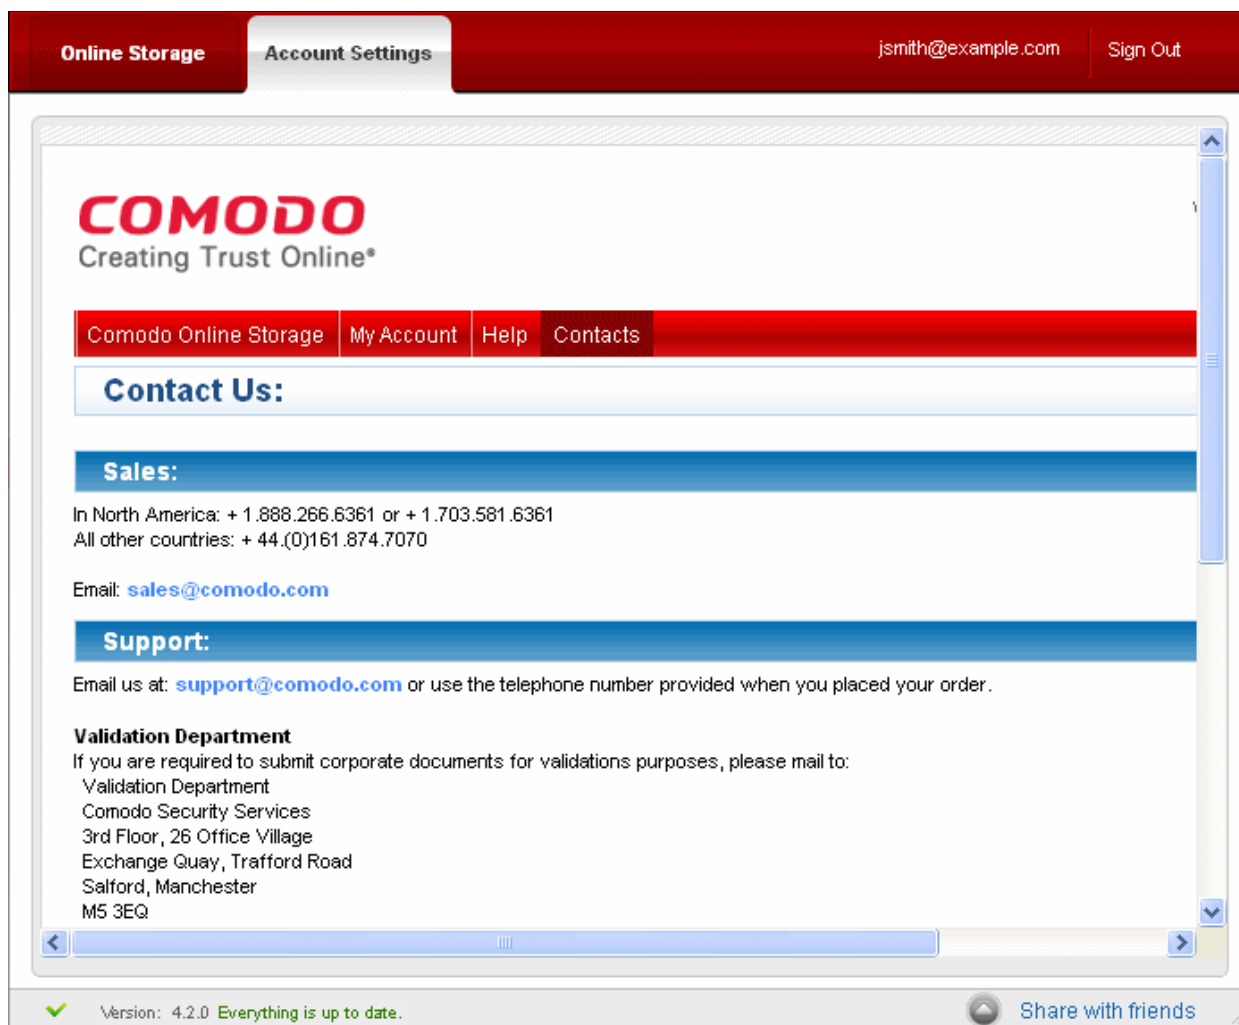 Online Storage
Account Settings
jsmith@example.com
Sign Out
COMODO
Creating Trust Online®
Comodo Online Storage
My Account
Help
Contacts
Contact Us:
Sales:
In North America: + 1.888.266.6361 or + 1.703.581.6361
All other countries: + 44.(0)161.874.7070
Email: sales@comodo.com
Support:
Email us at: support@comodo.com or use the telephone number provided when you placed your order.
Validation Department
If you are required to submit corporate documents for validations purposes, please mail to:
Validation Department
Comodo Security Services
3rd Floor, 26 Office Village
Exchange Quay, Trafford Road
Salford, Manchester
M5 3EQ
Version: 4.2.0 Everything is up to date.
Share with friends